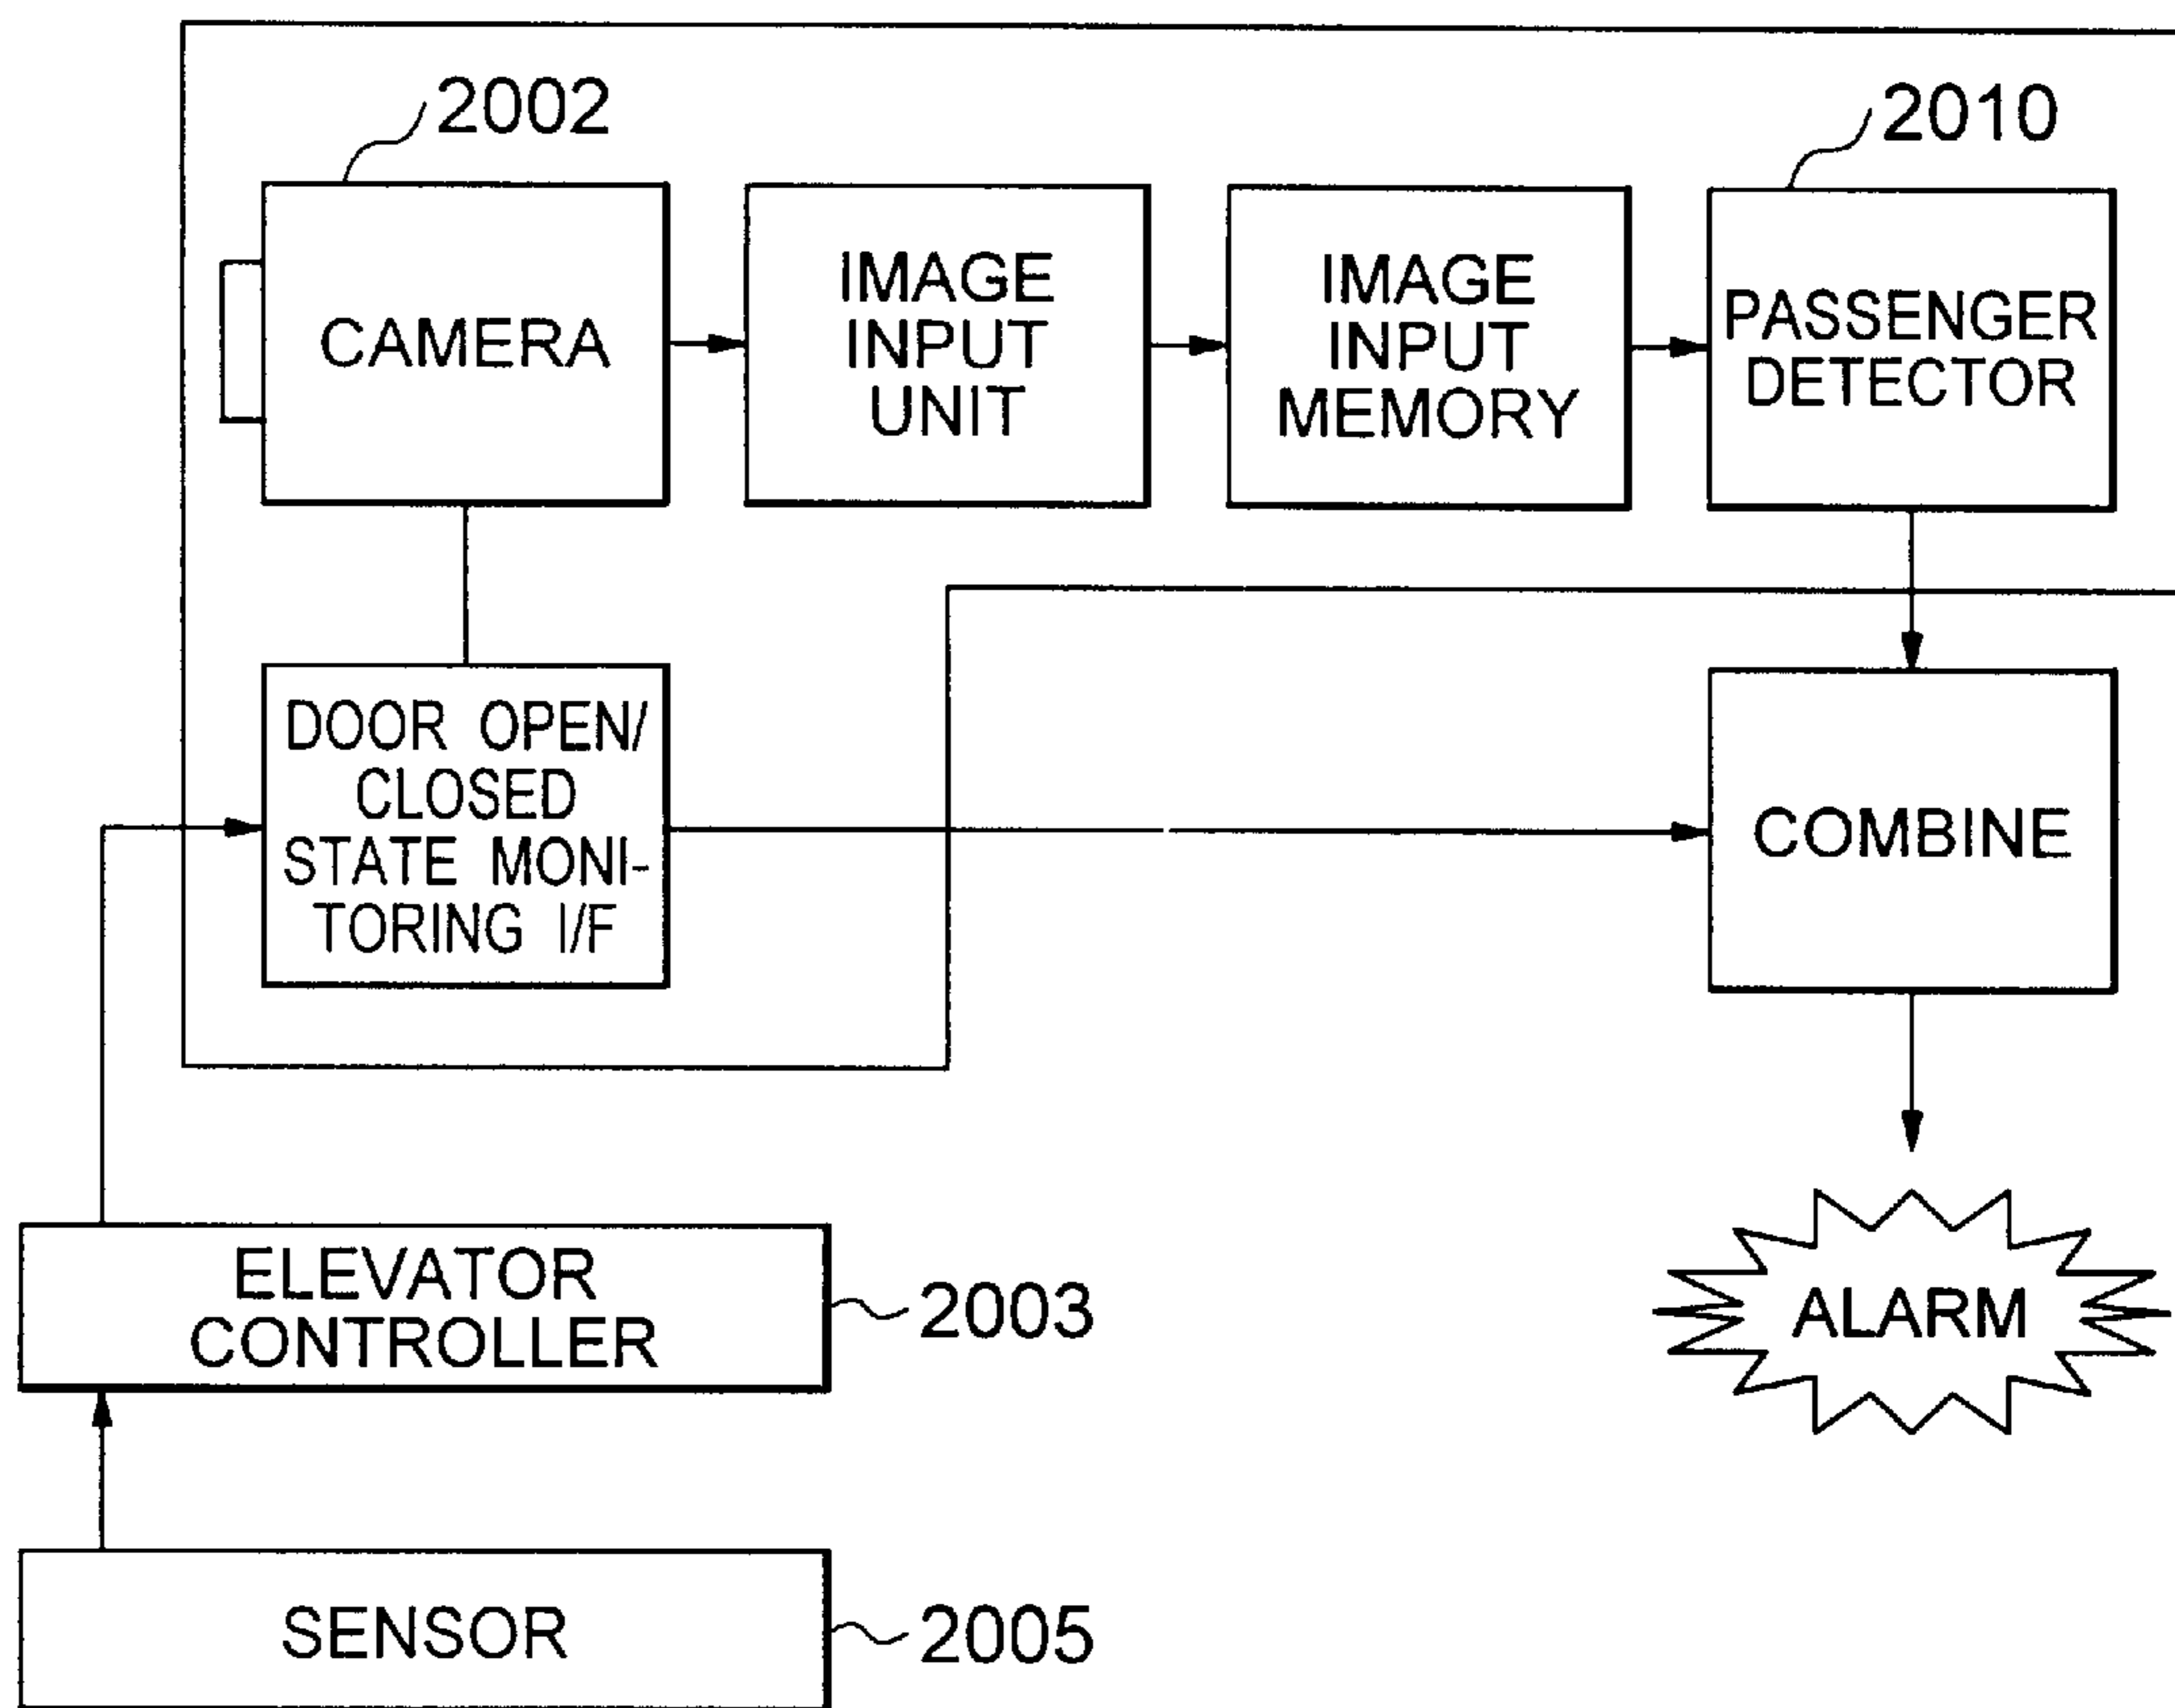 2002
2010
CAMERA
IMAGE
INPUT
UNIT
IMAGE
INPUT
MEMORY
PASSENGER
DETECTOR
DOOR OPEN/
CLOSED
STATE MONI-
TORING I/F
COMBINE
ELEVATOR
CONTROLLER
2003
ALARM
SENSOR
2005